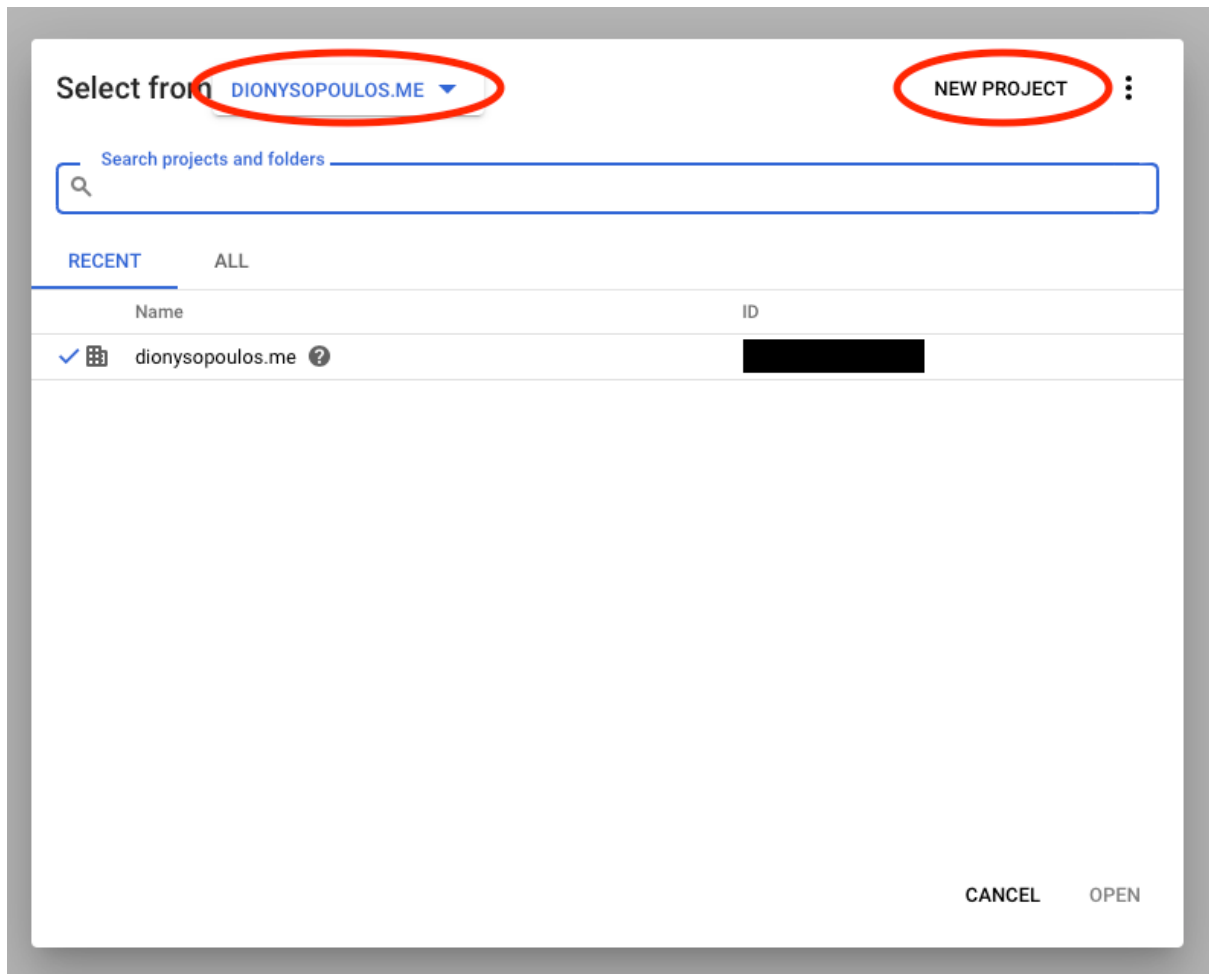 Select from DIONYSOPOULOS.ME NEW PROJECT
Search projects and folders
RECENT ALL
Name ID
dionysopoulos.me
CANCEL OPEN